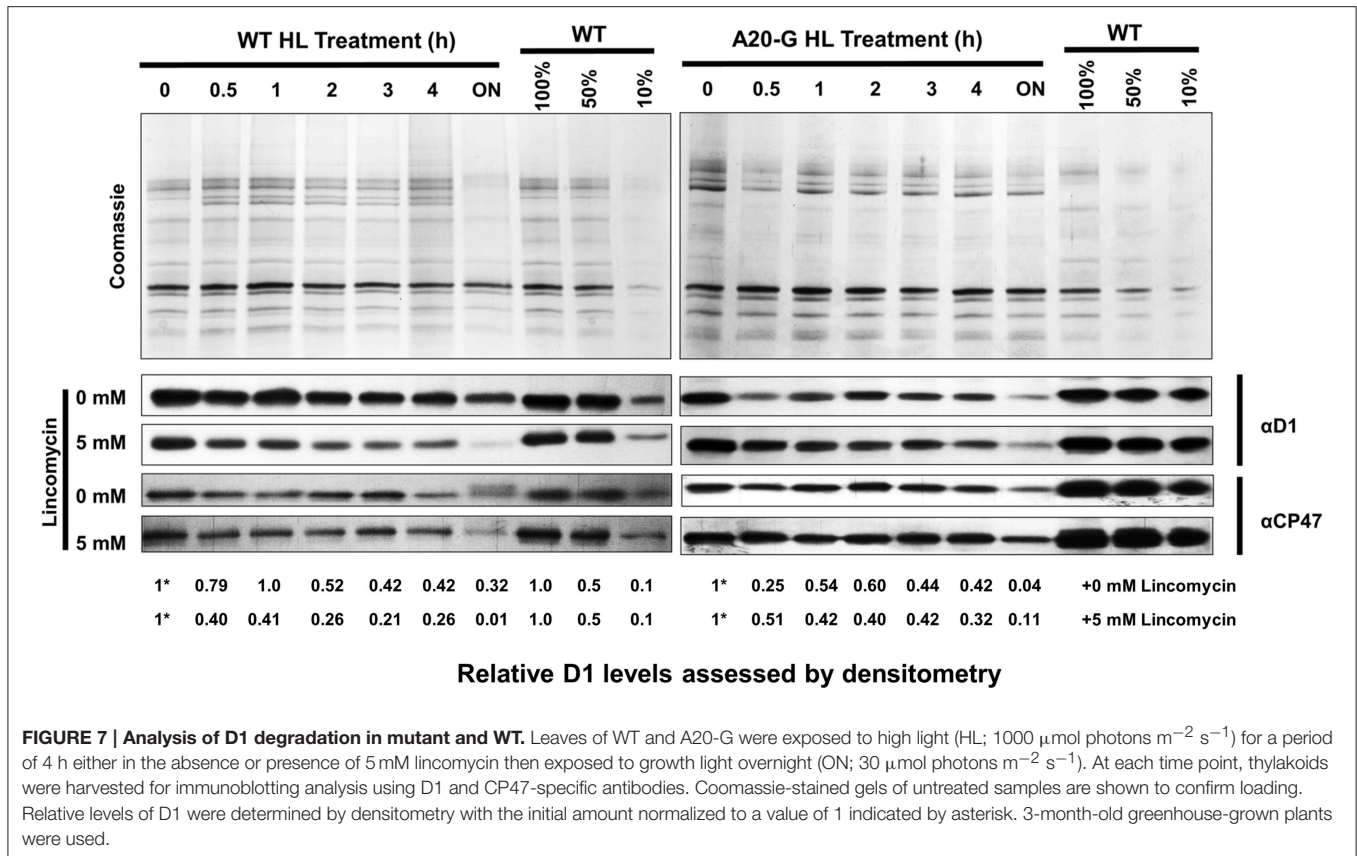 WT HL Treatment (h) WT A20-G HL Treatment (h) WT
0 0.5 1 2 3 4 ON 100% 50% 10% 0 0.5 1 2 3 4 ON 100% 50% 10%
Coomassie
Lincomycin
0 mM
5 mM
αD1
0 mM
5 mM
αCP47
1* 0.79 1.0 0.52 0.42 0.42 0.32 1.0 0.5 0.1 1* 0.25 0.54 0.60 0.44 0.42 0.04 +0 mM Lincomycin
1* 0.40 0.41 0.26 0.21 0.26 0.01 1.0 0.5 0.1 1* 0.51 0.42 0.40 0.42 0.32 0.11 +5 mM Lincomycin
Relative D1 levels assessed by densitometry
FIGURE 7 | Analysis of D1 degradation in mutant and WT. Leaves of WT and A20-G were exposed to high light (HL; 1000 μmol photons m⁻² s⁻¹) for a period
of 4 h either in the absence or presence of 5 mM lincomycin then exposed to growth light overnight (ON; 30 μmol photons m⁻² s⁻¹). At each time point, thylakoids
were harvested for immunoblotting analysis using D1 and CP47-specific antibodies. Coomassie-stained gels of untreated samples are shown to confirm loading.
Relative levels of D1 were determined by densitometry with the initial amount normalized to a value of 1 indicated by asterisk. 3-month-old greenhouse-grown plants
were used.